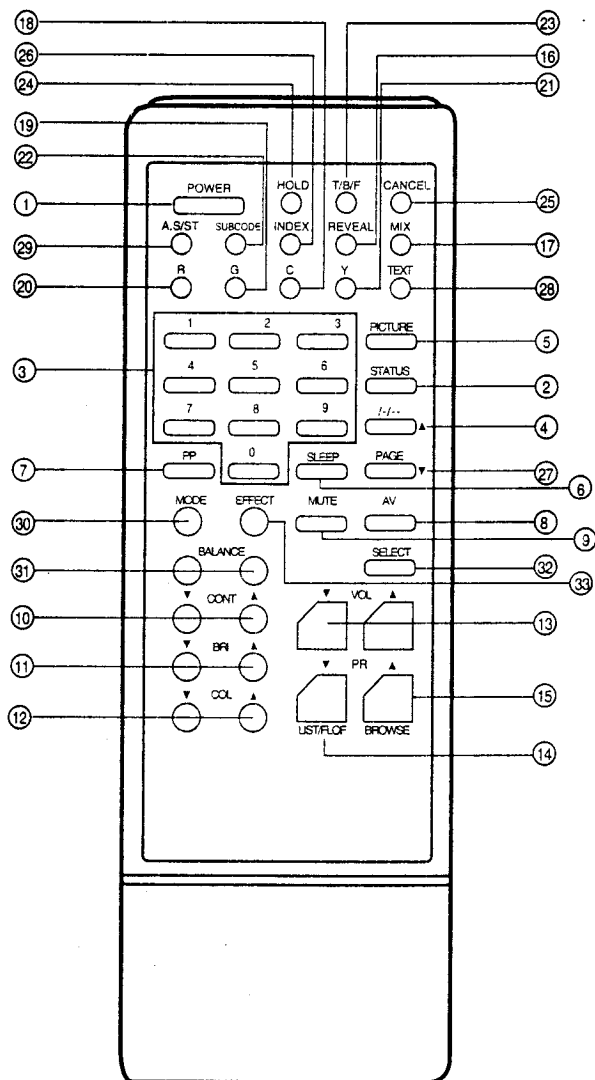 18 23
26 16
24 21
19
22
POWER HOLD T/B/F CANCEL
1 25
A.S/ST SUBCODE INDEX REVEAL MIX
29 17
R G C Y TEXT
20 28
1 2 3 PICTURE
5
3 4 5 6 STATUS
2
7 8 9 /-/--
▲ 4
PP 0 SLEEP PAGE
7 ▼ 27
6
MODE EFFECT MUTE AV
30 8
9
BALANCE SELECT
31 32
33
▼ CONT ▲ ▼ VOL ▲
10 13
▼ BRI ▲
11
▼ PR ▲
▼ COL ▲
12 15
LIST/FLOF BROWSE
14